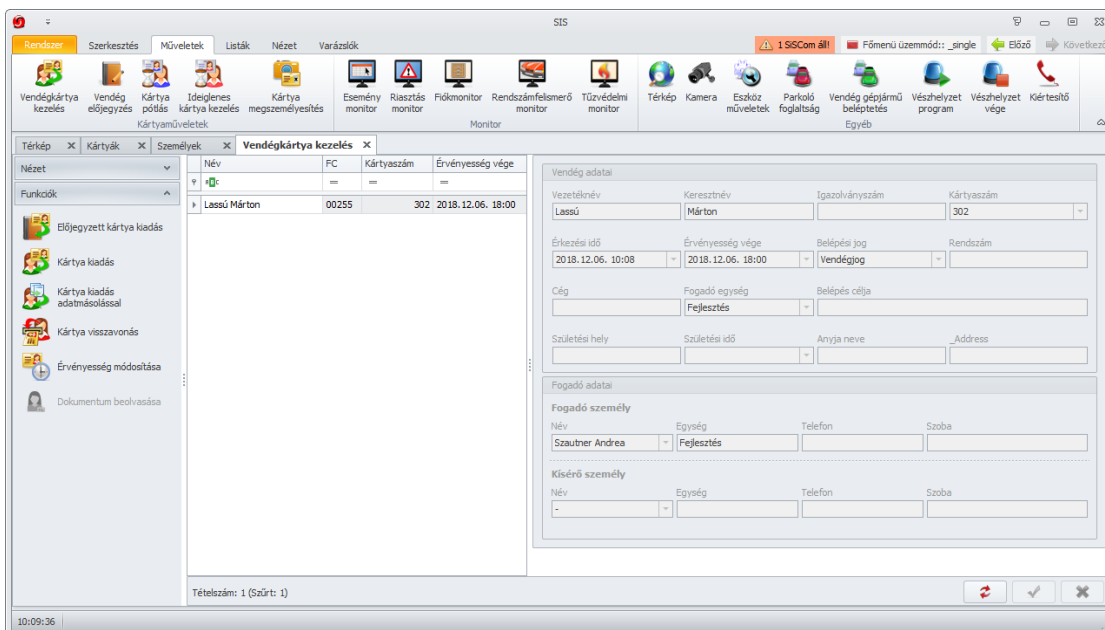 SIS
Rendszer Szerkesztés Műveletek Listák Nézet Varázslók 1 SiSCom áll! Főmenü üzemmód:: _single Előző Következő
Vendégkártya kezelés Vendég előjegyzés Kártya pótlás Ideiglenes kártya kezelés Kártya megszemélyesítés Esemény monitor Riasztás monitor Fiókmonitor Rendszámfelismerő monitor Tűzvédelmi monitor Térkép Kamera Eszköz műveletek Parkoló foglaltság Vendég gépjármű beléptetés Vészhelyzet program Vészhelyzet vége Kiértesítő
Kártyaműveletek Monitor Egyéb
Térkép Kártyák Személyek Vendégkártya kezelés
Nézet
Funkciók
Előjegyzett kártya kiadás
Kártya kiadás
Kártya kiadás
adatmásolással
Kártya visszavonás
Érvényesség módosítása
Dokumentum beolvasása
Név FC Kártyaszám Érvényesség vége
= = =
Lassú Márton 00255 302 2018.12.06. 18:00
Vendég adatai
Vezetéknév Keresztnév Igazolványszám Kártyaszám
Lassú Márton 302
Érkezési idő Érvényesség vége Belépési jog Rendszám
2018.12.06. 10:08 2018.12.06. 18:00 Vendégjog
Cég Fogadó egység Belépés célja
Fejlesztés
Születési hely Születési idő Anyja neve _Address
Fogadó adatai
Fogadó személy
Név Egység Telefon Szoba
Szautner Andrea Fejlesztés
Kísérő személy
Név Egység Telefon Szoba
-
Tételszám: 1 (Szűrt: 1)
10:09:36